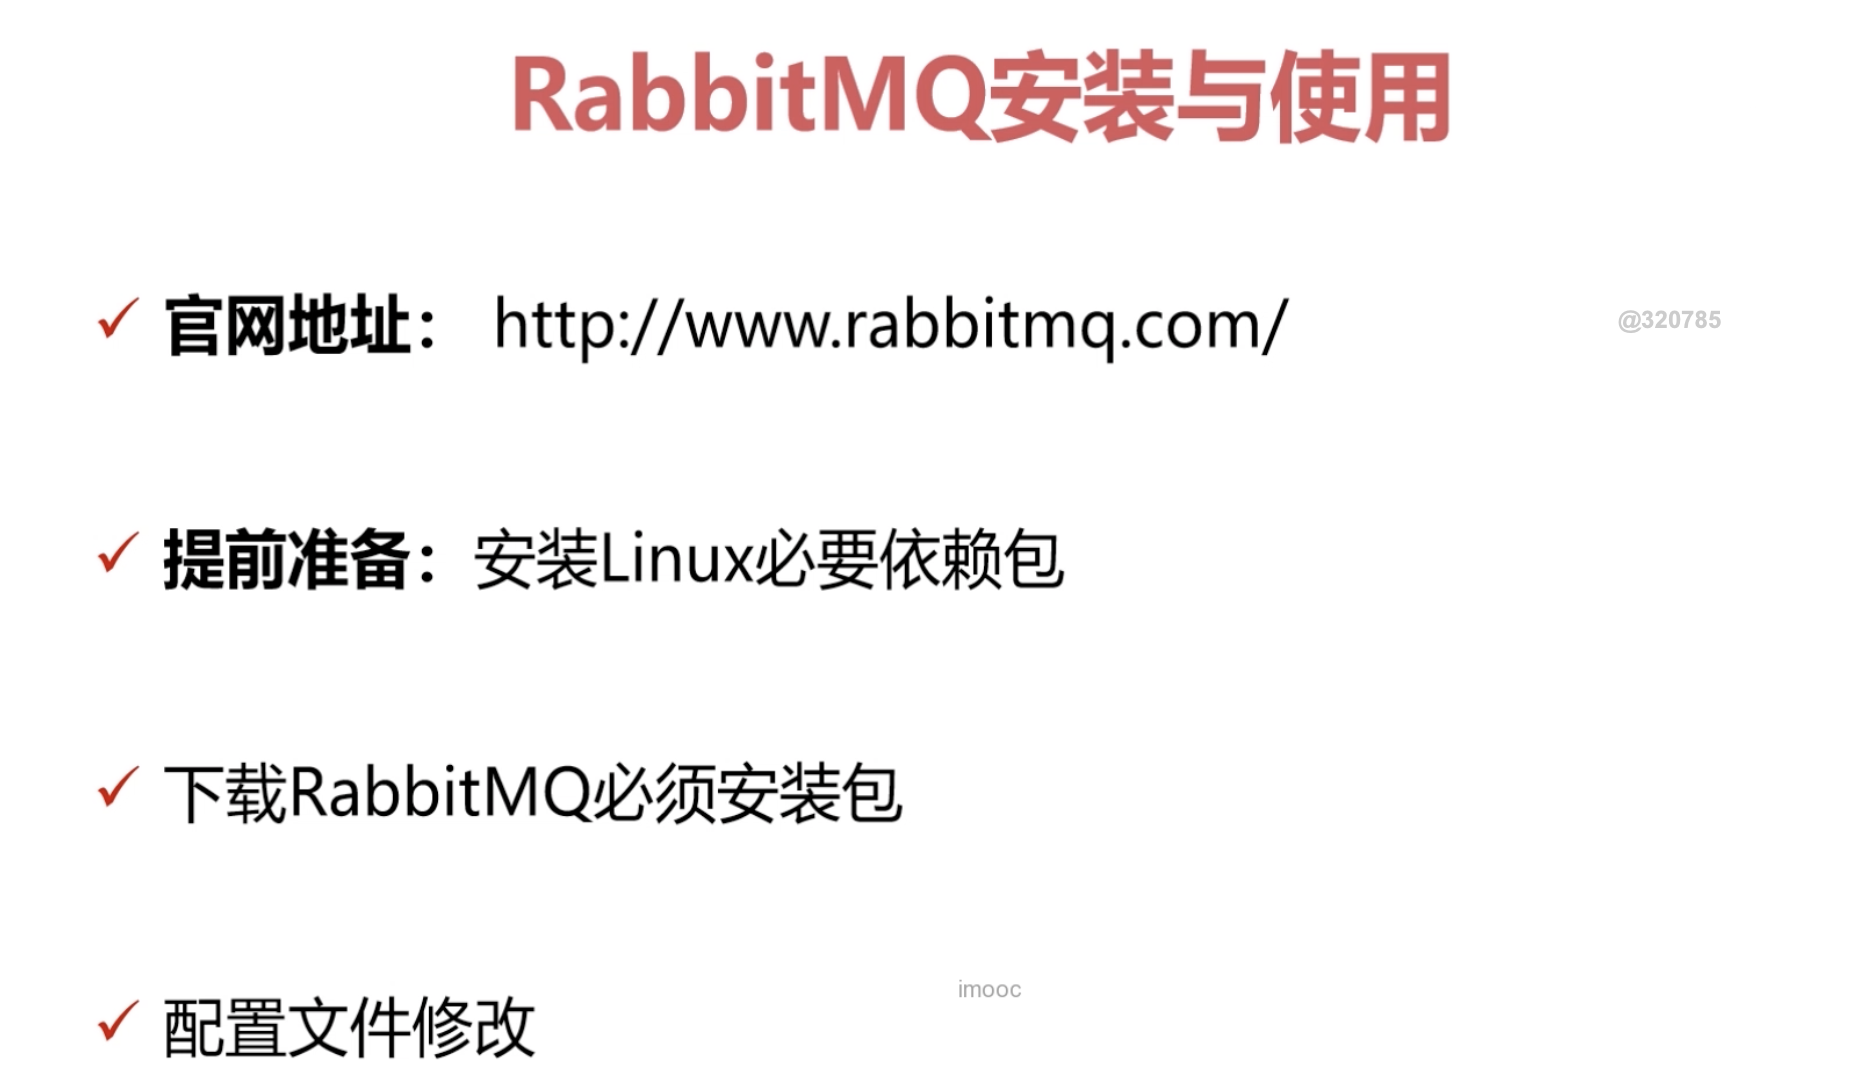 RabbitMQ安装与使用
官网地址： http://www.rabbitmq.com/
@320785
提前准备：安装Linux必要依赖包
下载RabbitMQ必须安装包
imooc
配置文件修改